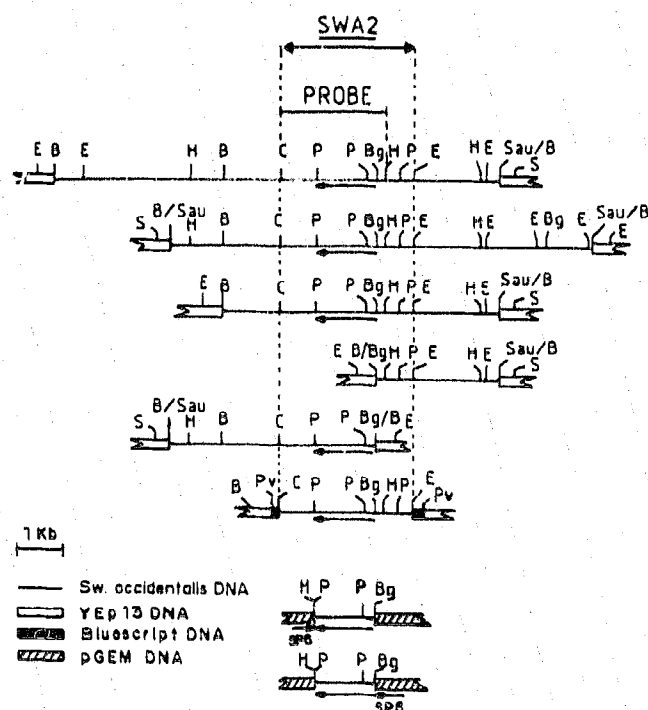 SWA2
PROBE
E B E H B C P P Bg H P E H E Sau/B
S
B/Sau
S H B C P P Bg H P E H E E Bg E Sau/B
E
E B C P P Bg H P E H E Sau/B
S
E B/Bg H P E H E Sau/B
S
B/Sau
S H B C P P Bg/B E
B Pv C P P Bg H P E Pv
1 Kb
Sw. occidentalis DNA
YEp 13 DNA
Bluescript DNA
pGEM DNA
H P P Bg
SP6
H P P Bg
SP6